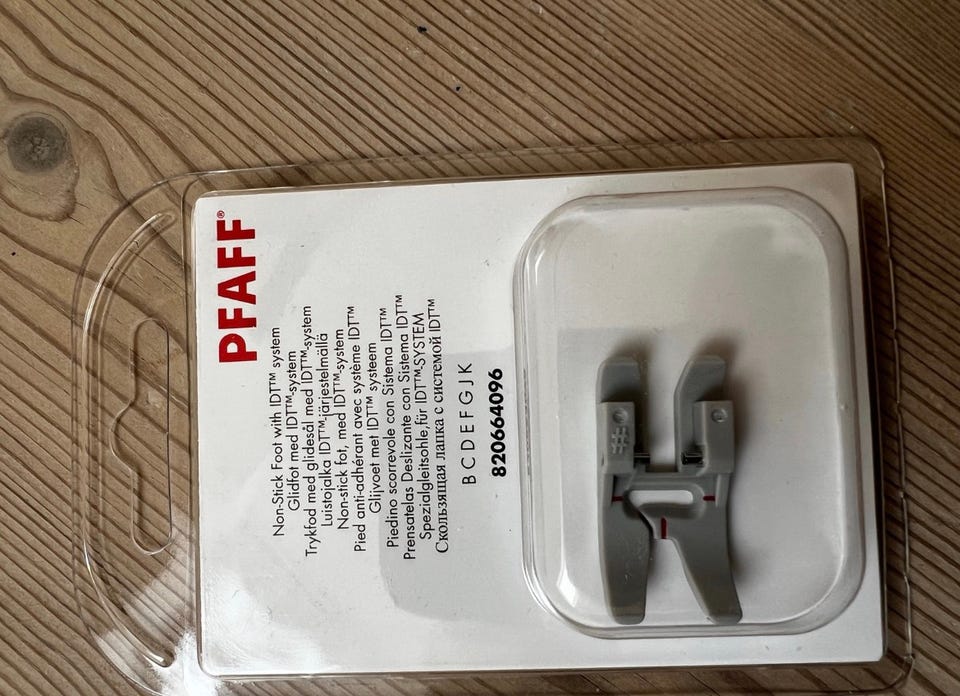 PFAFF®
Non-Stick Foot with IDT™ system
Glidfot med IDT™-system
Trykfod med glidesål med IDT™-system
Luistojalka IDT™-järjestelmällä
Non-stick fot, med IDT™-system
Pied anti-adhérant avec système IDT™
Glijvoet met IDT™ systeem
Piedino scorrevole con Sistema IDT™
Prensatelas Deslizante con Sistema IDT™
Spezialgleitsohle,für IDT™-SYSTEM
Скользящая лапка с системой IDT™
B C D E F G J K
820664096